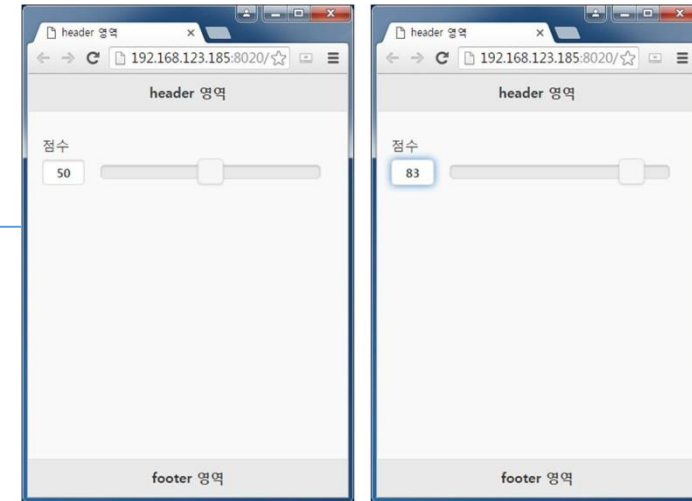 header 영역
192.168.123.185:8020/
header 영역
점수
50
footer 영역
header 영역
192.168.123.185:8020/
header 영역
점수
83
footer 영역